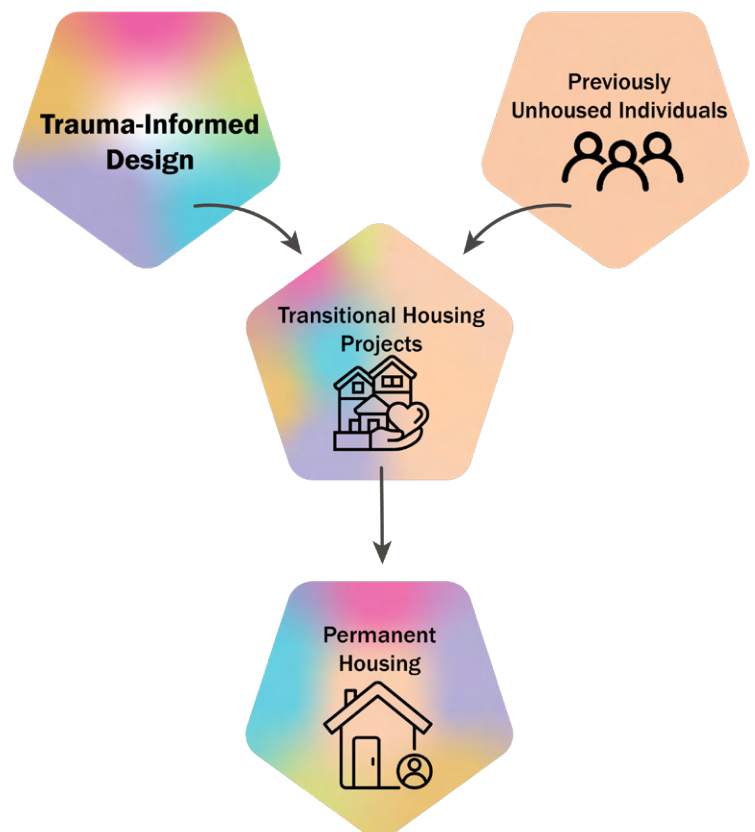 Trauma-Informed
Design
Previously
Unhoused Individuals
Transitional Housing
Projects
Permanent
Housing